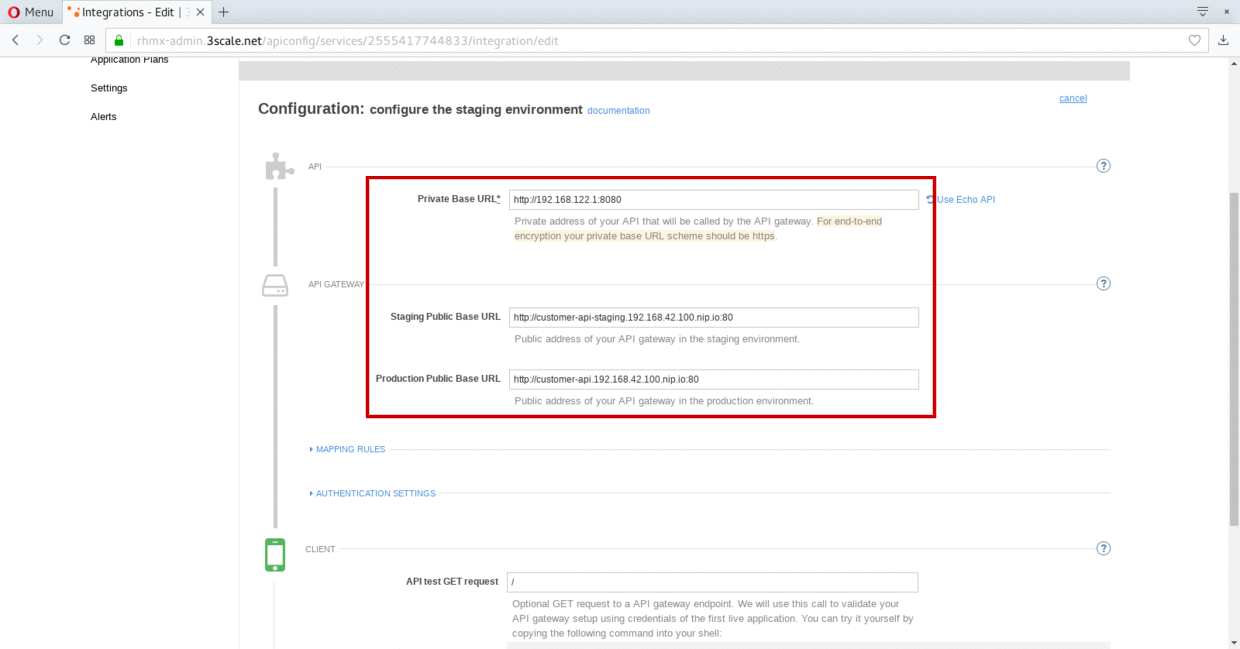 Menu
Integrations - Edit |
rhmx-admin.3scale.net/apiconfig/services/2555417744833/integration/edit
Application Plans
Settings
Alerts
cancel
Configuration: configure the staging environment documentation
API
?
Private Base URL*
http://192.168.122.1:8080
Use Echo API
Private address of your API that will be called by the API gateway. For end-to-end
encryption your private base URL scheme should be https.
API GATEWAY
?
Staging Public Base URL
http://customer-api-staging.192.168.42.100.nip.io:80
Public address of your API gateway in the staging environment.
Production Public Base URL
http://customer-api.192.168.42.100.nip.io:80
Public address of your API gateway in the production environment.
MAPPING RULES
AUTHENTICATION SETTINGS
CLIENT
?
API test GET request
/
Optional GET request to a API gateway endpoint. We will use this call to validate your
API gateway setup using credentials of the first live application. You can try it yourself by
copying the following command into your shell: